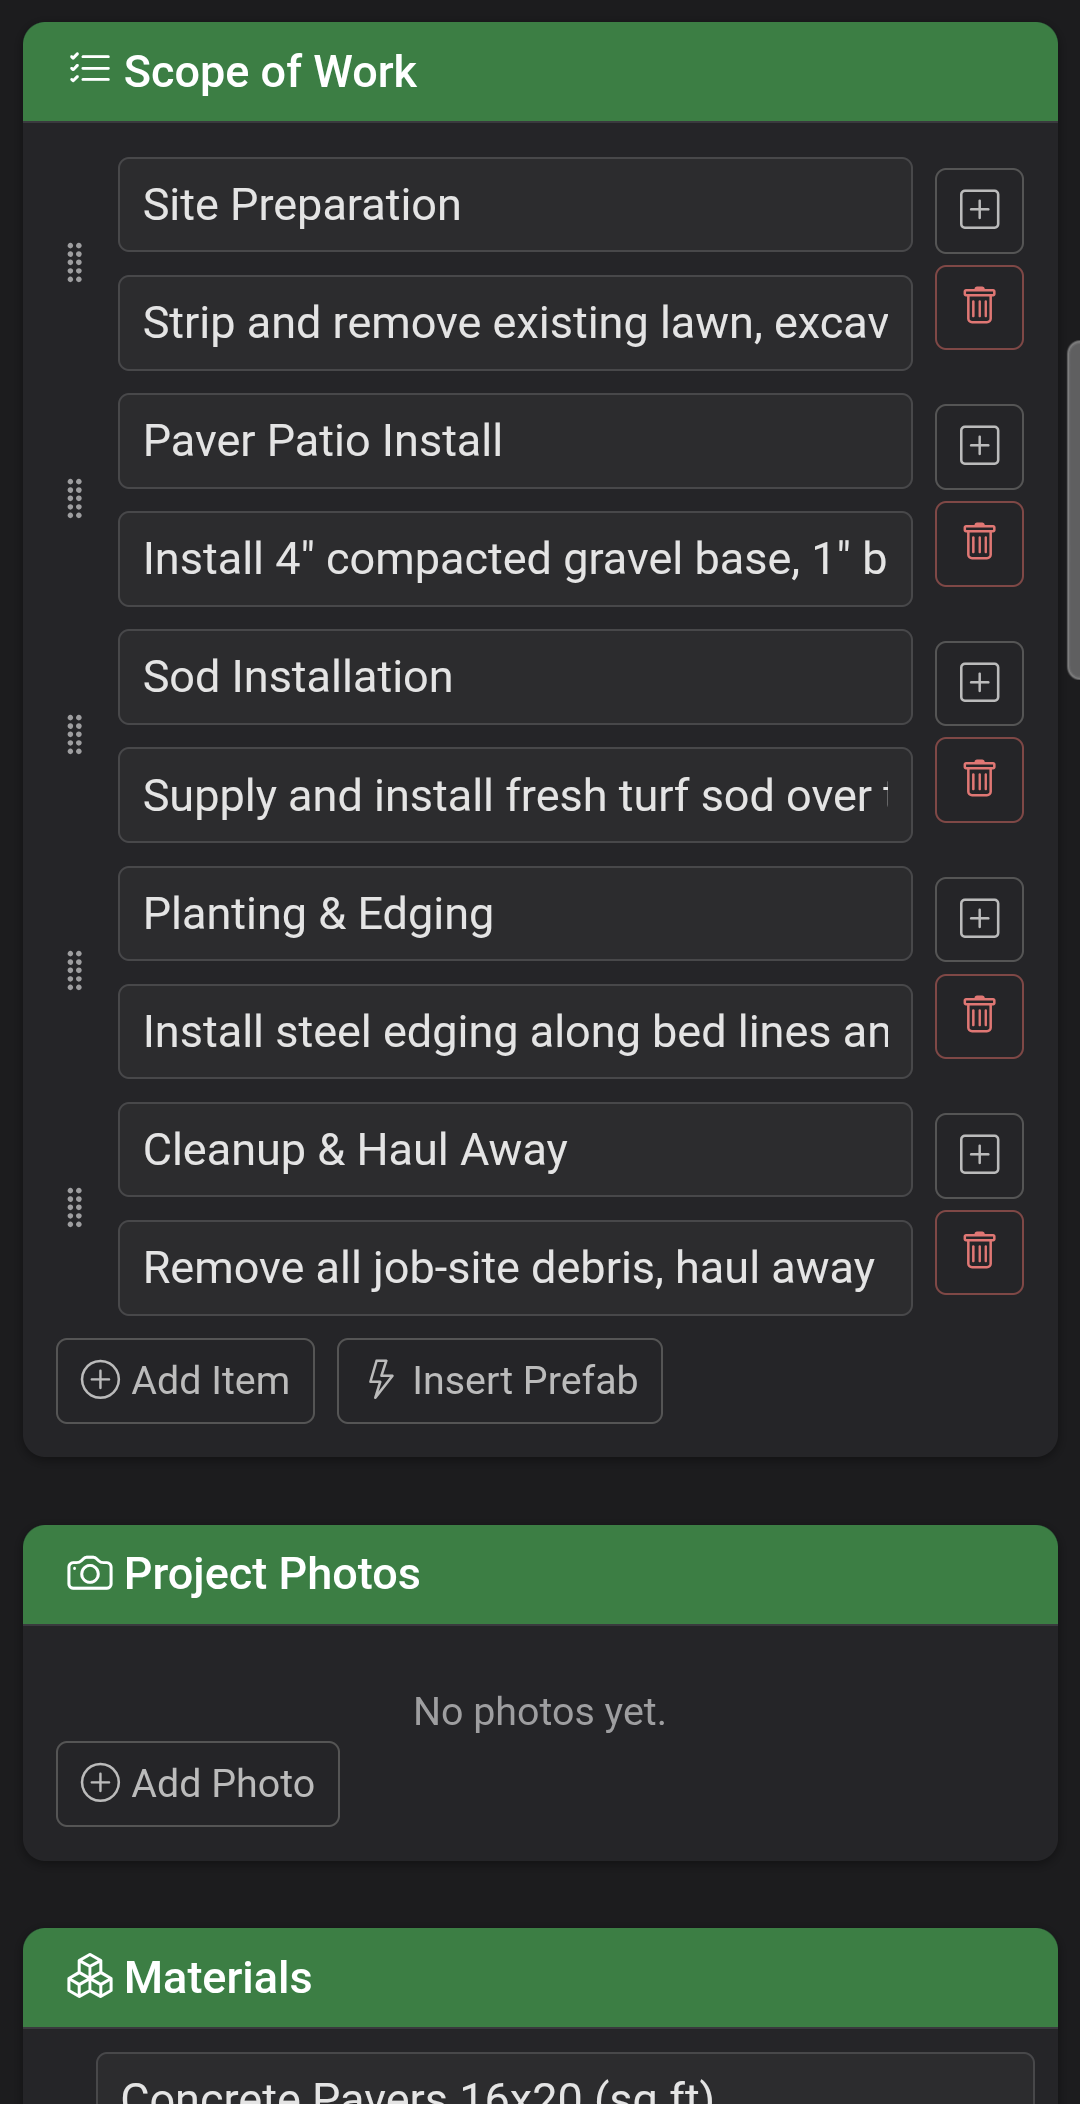 Scope of Work
Site Preparation
Strip and remove existing lawn, excav
Paver Patio Install
Install 4" compacted gravel base, 1" b
Sod Installation
Supply and install fresh turf sod over
Planting & Edging
Install steel edging along bed lines an
Cleanup & Haul Away
Remove all job-site debris, haul away
Add Item
Insert Prefab
Project Photos
No photos yet.
Add Photo
Materials
Concrete Pavers 16x20 (sq ft)